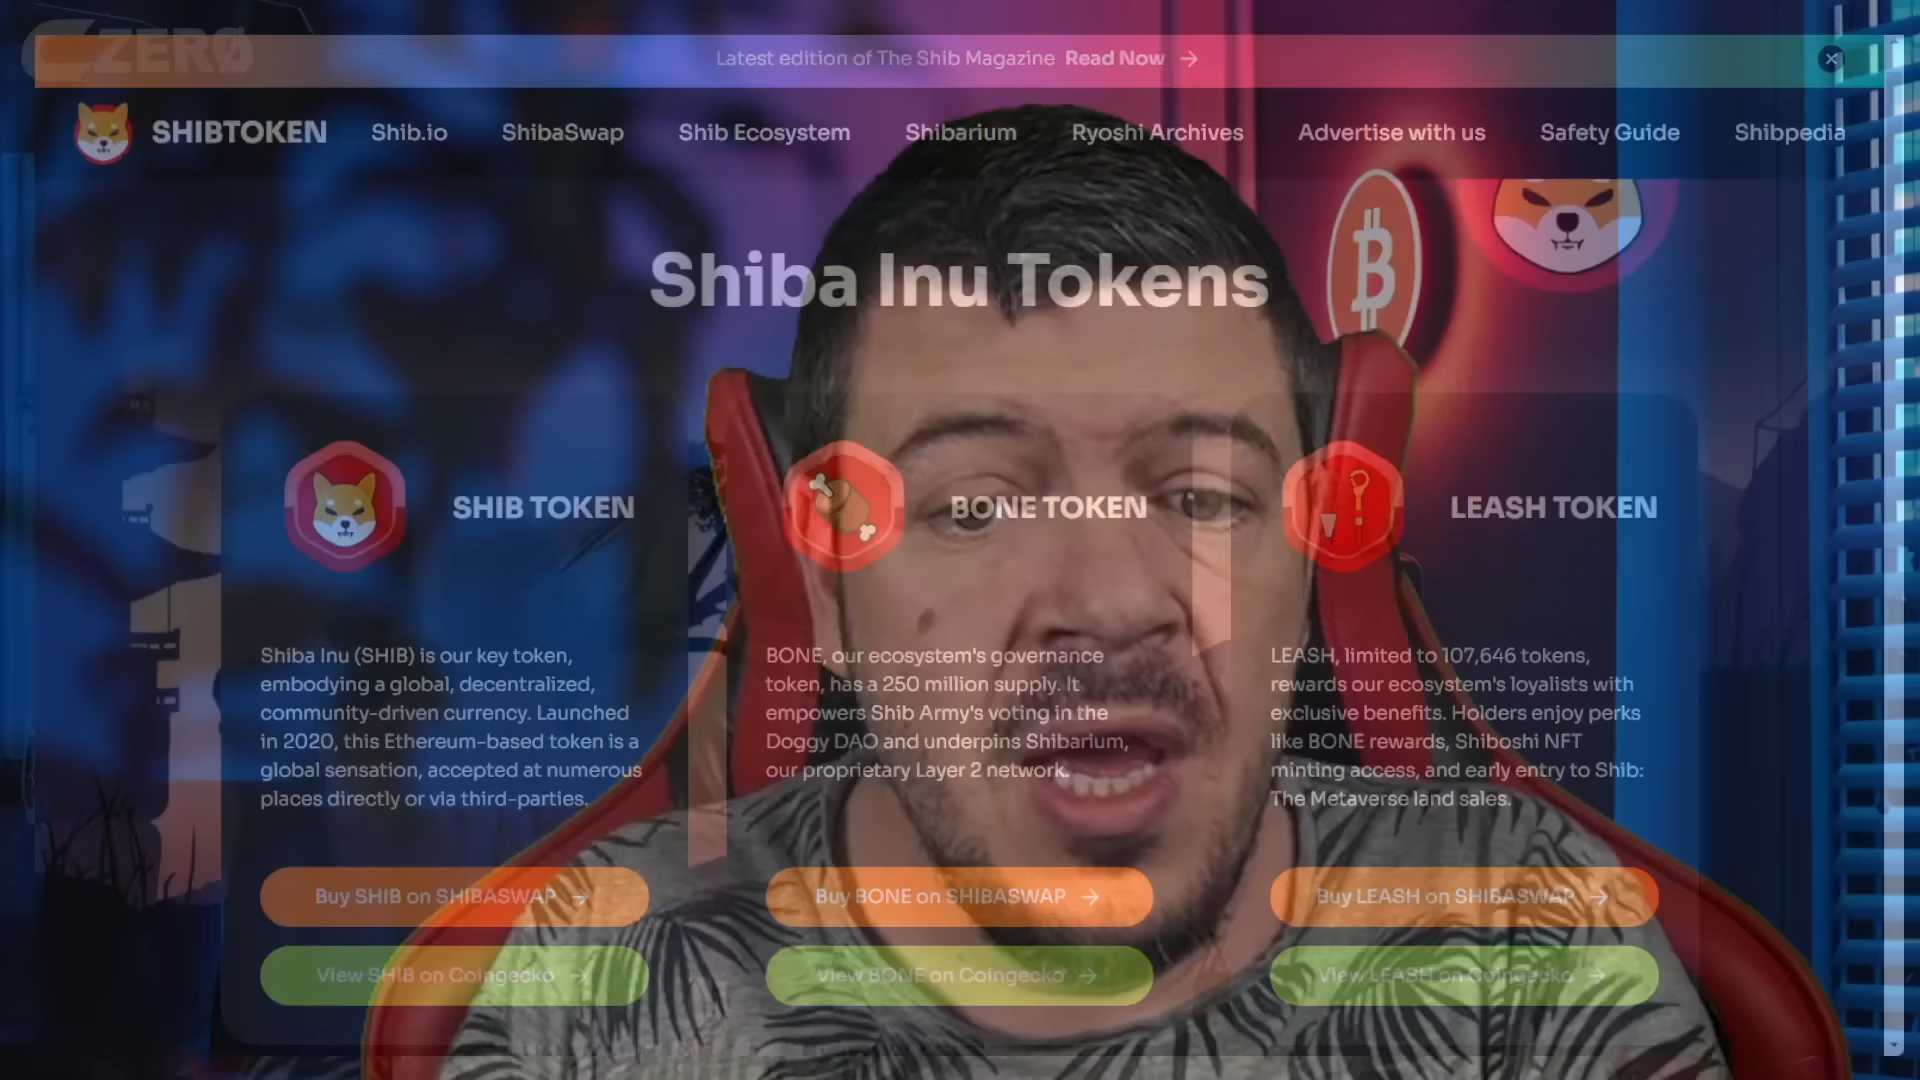 ZERØ
Latest edition of The Shib Magazine Read Now →
SHIBTOKEN Shib.io ShibaSwap Shib Ecosystem Shibarium Ryoshi Archives Advertise with us Safety Guide Shibpedia
Shiba Inu Tokens
SHIB TOKEN
Shiba Inu (SHIB) is our key token,
embodying a global, decentralized,
community-driven currency. Launched
in 2020, this Ethereum-based token is a
global sensation, accepted at numerous
places directly or via third-parties.
Buy SHIB on SHIBASWAP →
View SHIB on Coingecko →
BONE TOKEN
BONE, our ecosystem's governance
token, has a 250 million supply. It
empowers Shib Army's voting in the
Doggy DAO and underpins Shibarium,
our proprietary Layer 2 network.
Buy BONE on SHIBASWAP →
View BONE on Coingecko →
LEASH TOKEN
LEASH, limited to 107,646 tokens,
rewards our ecosystem's loyalists with
exclusive benefits. Holders enjoy perks
like BONE rewards, Shiboshi NFT
minting access, and early entry to Shib:
The Metaverse land sales.
Buy LEASH on SHIBASWAP →
View LEASH on Coingecko →